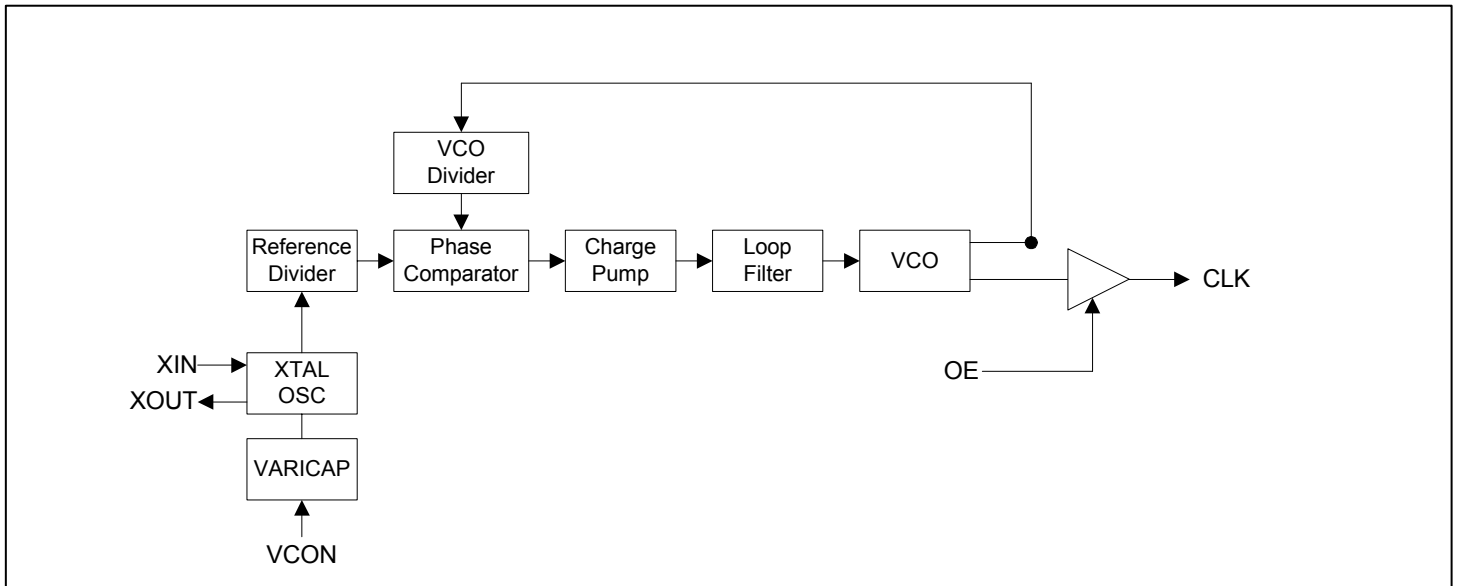 VCO
Divider
Reference
Divider
Phase
Comparator
Charge
Pump
Loop
Filter
VCO
CLK
XIN
XOUT
XTAL
OSC
OE
VARICAP
VCON